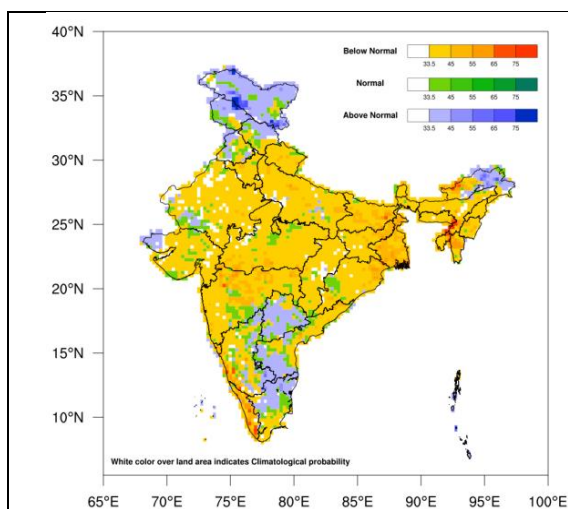 40°N
35°N
30°N
25°N
20°N
15°N
10°N
65°E 70°E 75°E 80°E 85°E 90°E 95°E 100°E
Below Normal
33.5 45 55 65 75
Normal
33.5 45 55 65 75
Above Normal
33.5 45 55 65 75
White color over land area indicates Climatological probability